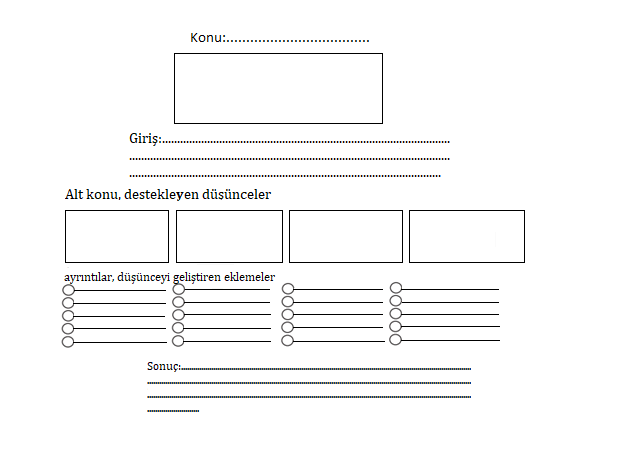 Konu:....................................
Giriş:................................................................................................
...........................................................................................................
........................................................................................................
Alt konu, destekleyen düşünceler
ayrıntılar, düşünceyi geliştiren eklemeler
Sonuç:.................................................................................................
.............................................................................................................
.............................................................................................................
..................